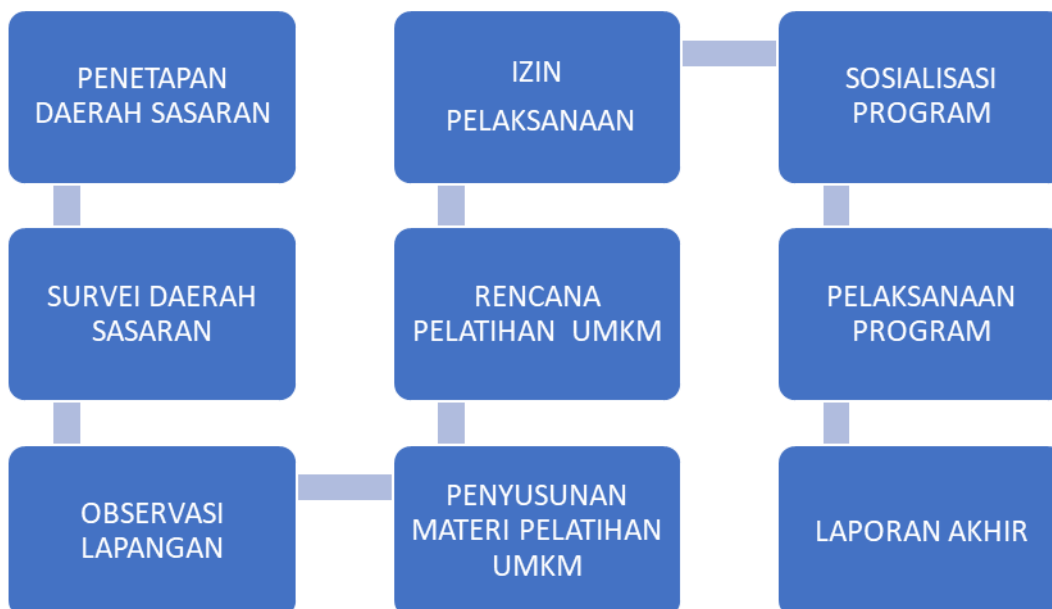 PENETAPAN
DAERAH SASARAN
SURVEI DAERAH
SASARAN
OBSERVASI
LAPANGAN
PENYUSUNAN
MATERI PELATIHAN
UMKM
RENCANA
PELATIHAN UMKM
IZIN
PELAKSANAAN
SOSIALISASI
PROGRAM
PELAKSANAAN
PROGRAM
LAPORAN AKHIR